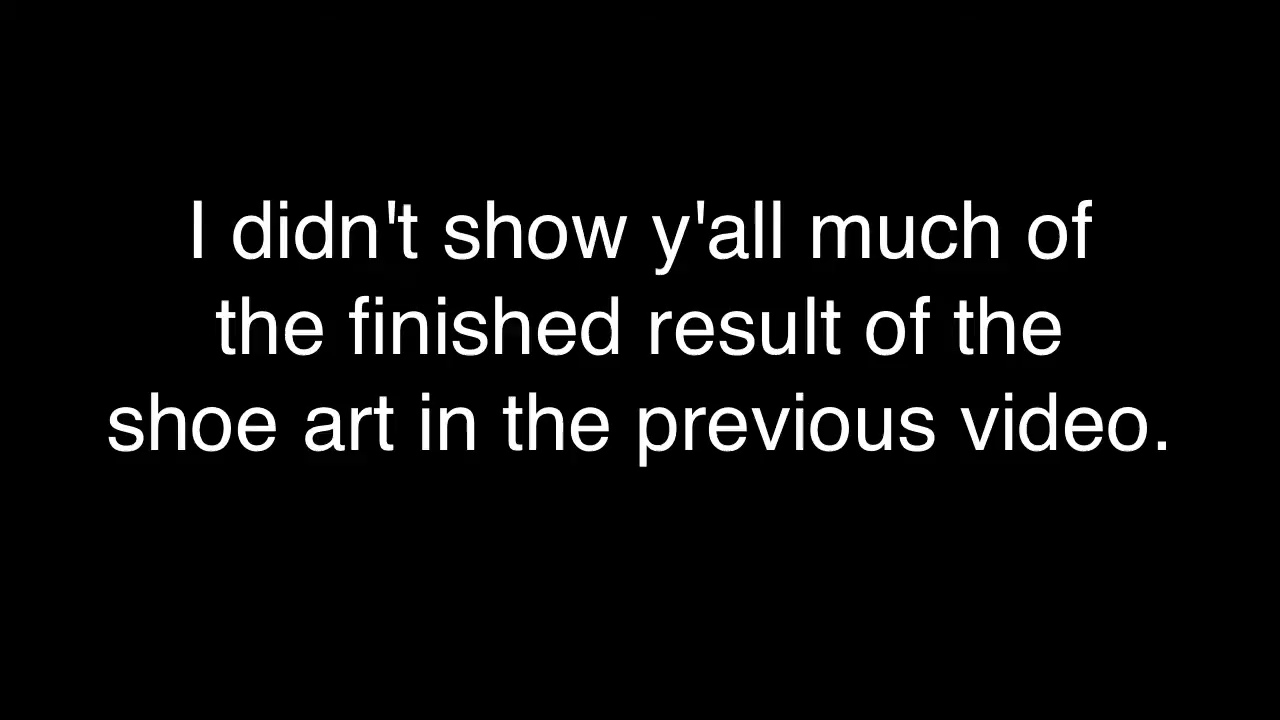 I didn't show y'all much of
the finished result of the
shoe art in the previous video.